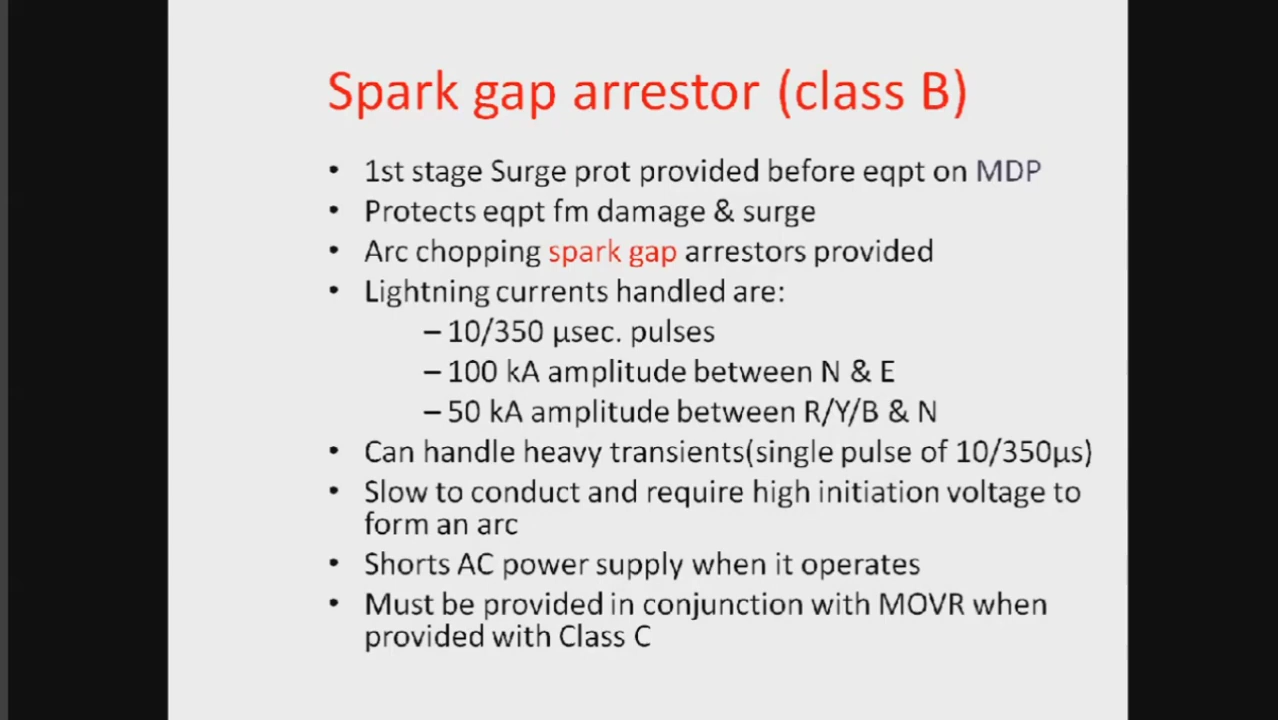 Spark gap arrestor (class B)
• 1st stage Surge prot provided before eqpt on MDP
• Protects eqpt fm damage & surge
• Arc chopping spark gap arrestors provided
• Lightning currents handled are:
– 10/350 µsec. pulses
– 100 kA amplitude between N & E
– 50 kA amplitude between R/Y/B & N
• Can handle heavy transients(single pulse of 10/350µs)
• Slow to conduct and require high initiation voltage to
form an arc
• Shorts AC power supply when it operates
• Must be provided in conjunction with MOVR when
provided with Class C